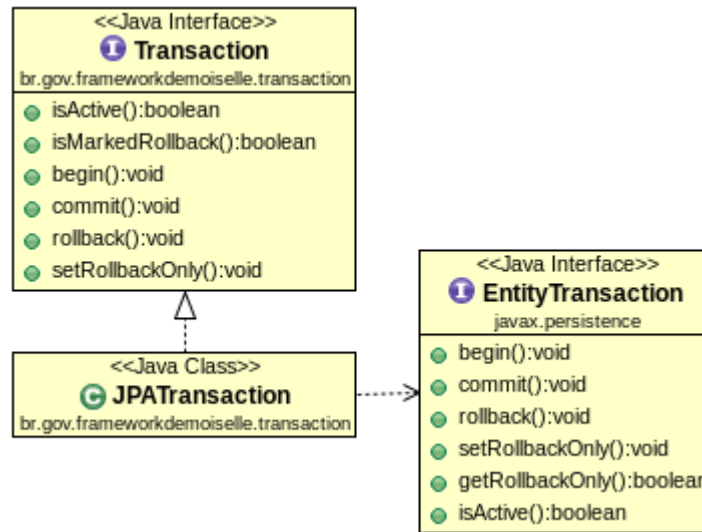 <<Java Interface>>
I Transaction
br.gov.frameworkdemoiselle.transaction
isActive():boolean
isMarkedRollback():boolean
begin():void
commit():void
rollback():void
setRollbackOnly():void
<<Java Class>>
C JPATransaction
br.gov.frameworkdemoiselle.transaction
<<Java Interface>>
I EntityTransaction
javax.persistence
begin():void
commit():void
rollback():void
setRollbackOnly():void
getRollbackOnly():boolean
isActive():boolean